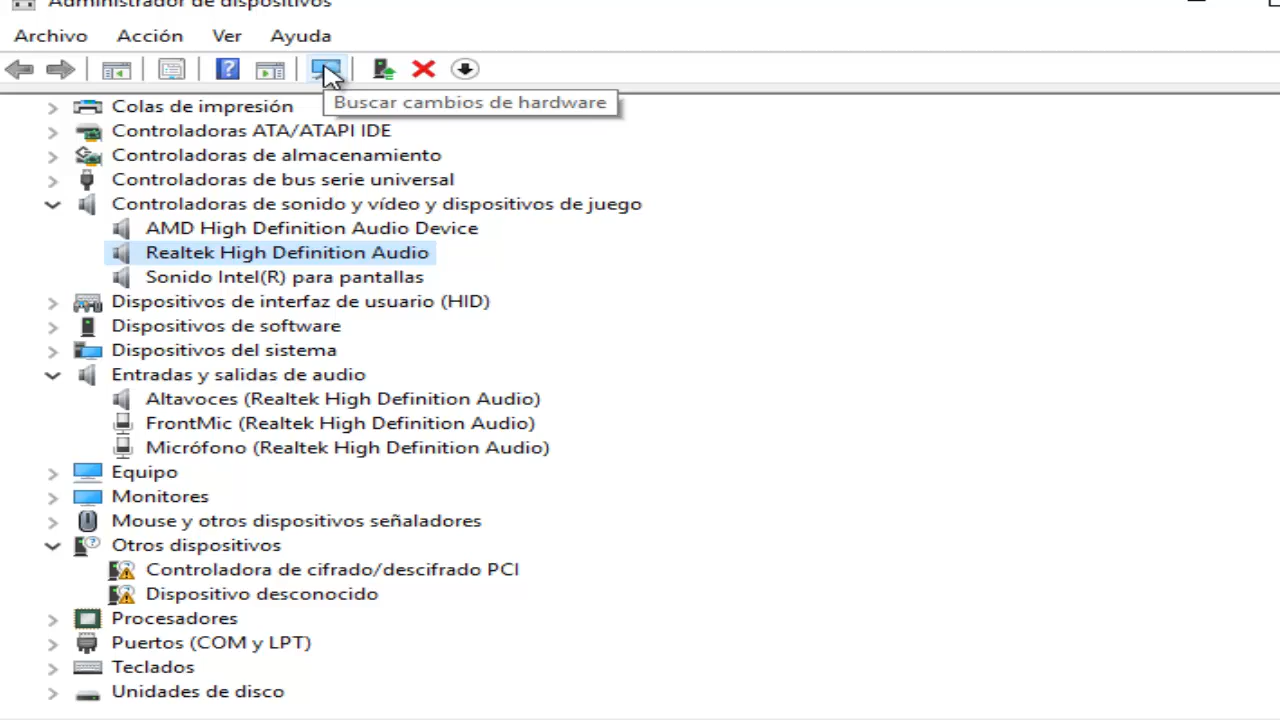 Administrador de dispositivos
Archivo Acción Ver Ayuda
Buscar cambios de hardware
Colas de impresión
Controladoras ATA/ATAPI IDE
Controladoras de almacenamiento
Controladoras de bus serie universal
Controladoras de sonido y vídeo y dispositivos de juego
AMD High Definition Audio Device
Realtek High Definition Audio
Sonido Intel(R) para pantallas
Dispositivos de interfaz de usuario (HID)
Dispositivos de software
Dispositivos del sistema
Entradas y salidas de audio
Altavoces (Realtek High Definition Audio)
FrontMic (Realtek High Definition Audio)
Micrófono (Realtek High Definition Audio)
Equipo
Monitores
Mouse y otros dispositivos señaladores
Otros dispositivos
Controladora de cifrado/descifrado PCI
Dispositivo desconocido
Procesadores
Puertos (COM y LPT)
Teclados
Unidades de disco